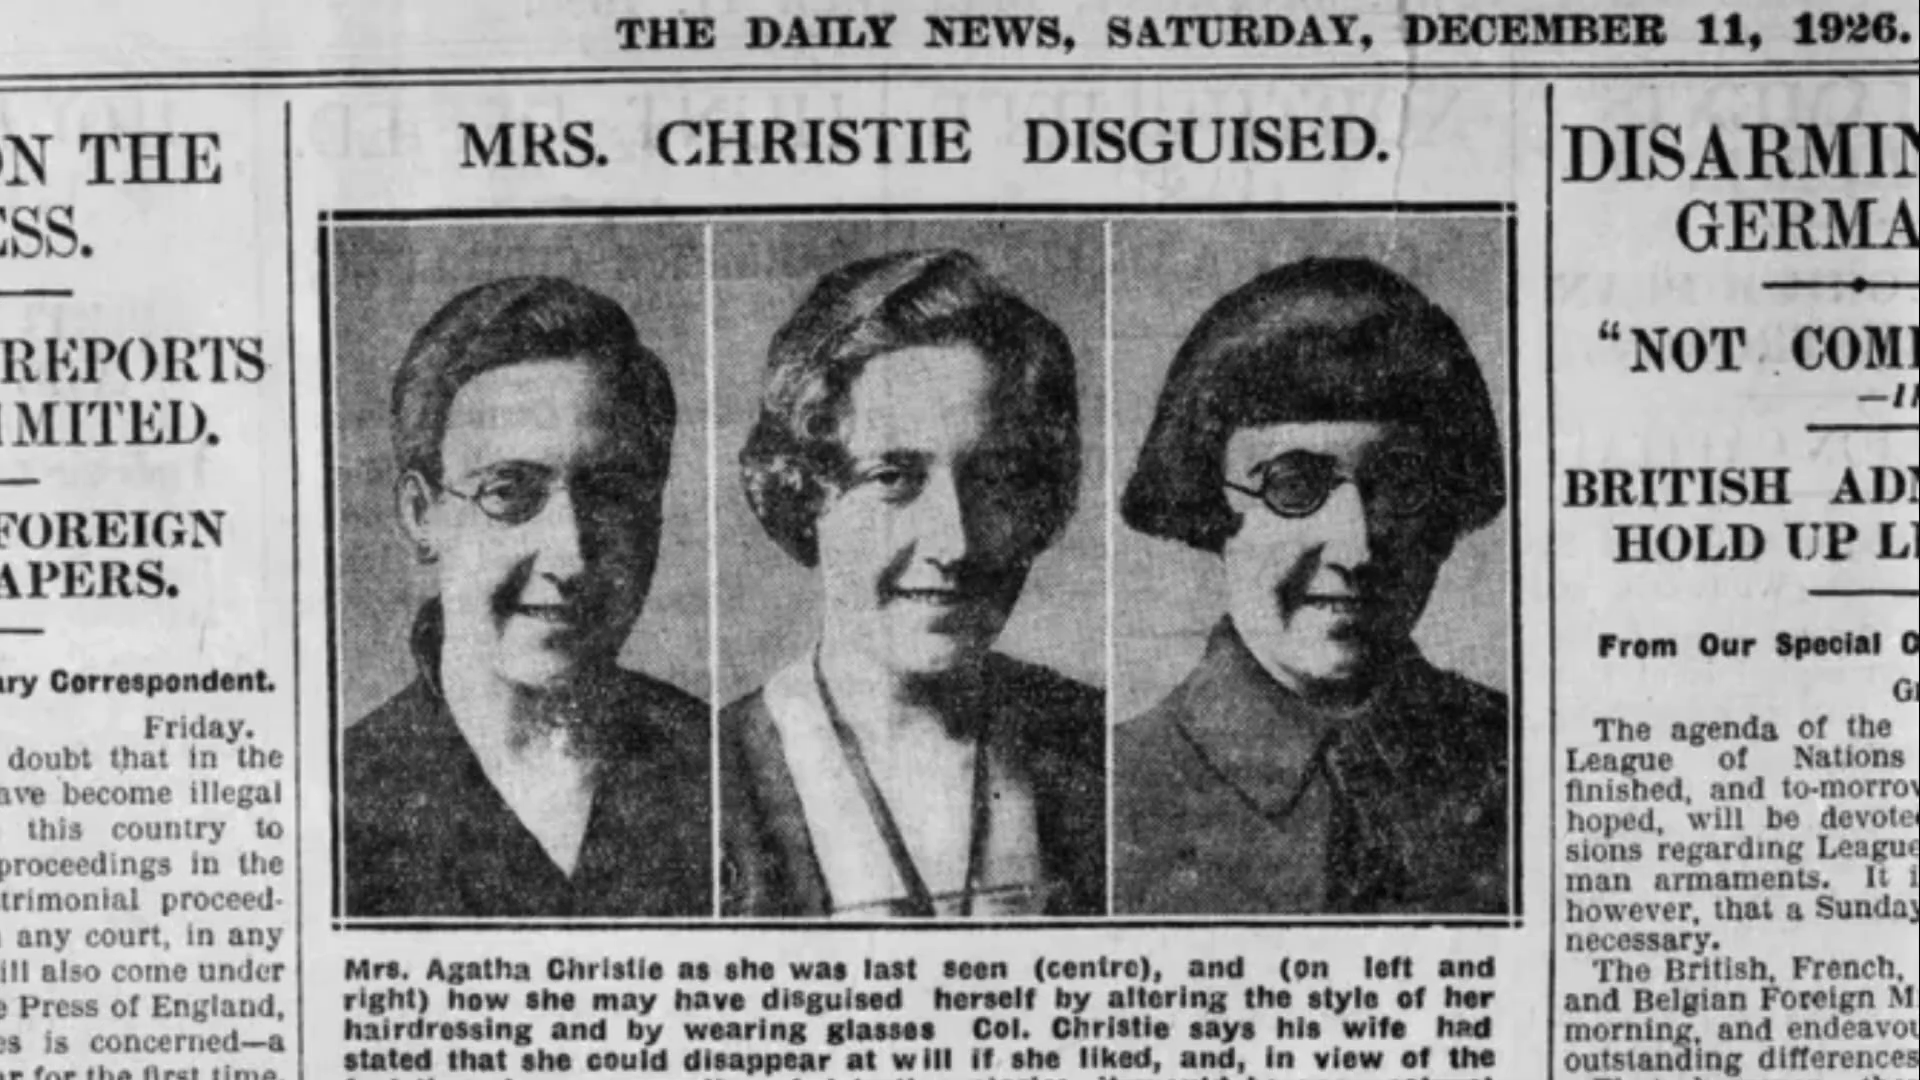 THE DAILY NEWS, SATURDAY, DECEMBER 11, 1926.
ON THE
ESS.
REPORTS
LIMITED.
FOREIGN
APERS.
ary Correspondent.
Friday.
doubt that in the
ave become illegal
this country to
proceedings in the
trimonial proceed-
any court, in any
ill also come under
e Press of England,
es is concerned—a
ar for the first time.
MRS. CHRISTIE DISGUISED.
Mrs. Agatha Christie as she was last seen (centre), and (on left and
right) how she may have disguised herself by altering the style of her
hairdressing and by wearing glasses Col. Christie says his wife had
stated that she could disappear at will if she liked, and, in view of the
DISARMIN
GERMA
"NOT COM
BRITISH AD
HOLD UP L
From Our Special C
The agenda of the
League of Nations
finished, and to-morrow
hoped, will be devote
sions regarding League
man armaments. It i
however, that a Sunday
necessary.
The British, French,
and Belgian Foreign M
morning, and endeavou
outstanding differences